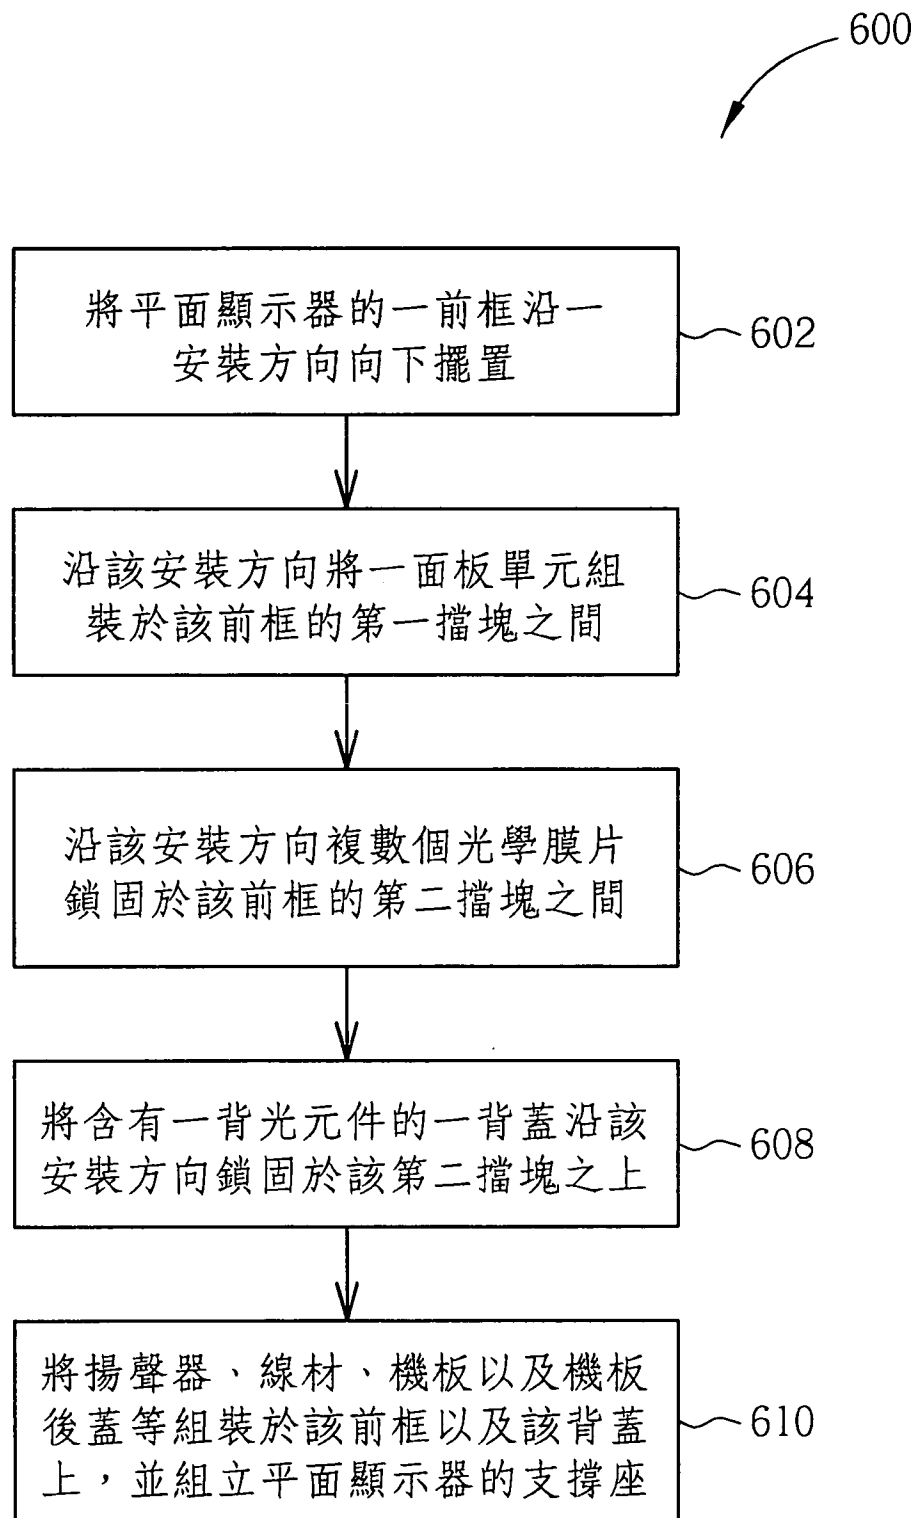 600
將平面顯示器的一前框沿一
安裝方向向下擺置
602
沿該安裝方向將一面板單元組
裝於該前框的第一擋塊之間
604
沿該安裝方向複數個光學膜片
鎖固於該前框的第二擋塊之間
606
將含有一背光元件的一背蓋沿該
安裝方向鎖固於該第二擋塊之上
608
將揚聲器、線材、機板以及機板
後蓋等組裝於該前框以及該背蓋
上，並組立平面顯示器的支撐座
610